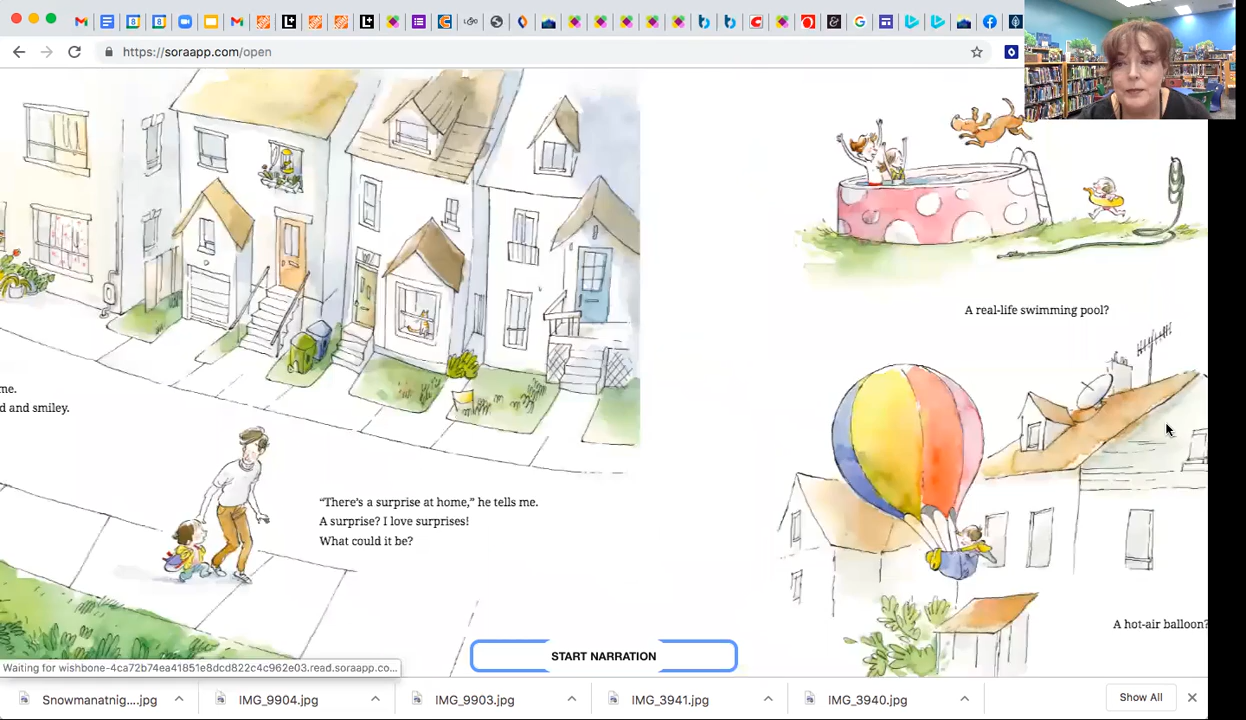 https://soraapp.com/open
me.
d and smiley.
"There's a surprise at home," he tells me.
A surprise? I love surprises!
What could it be?
A real-life swimming pool?
A hot-air balloon?
START NARRATION
Waiting for wishbone-4ca72b74ea41851e8dcd822c4c962e03.read.soraapp.co...
Snowmanatnig....jpg
IMG_9904.jpg
IMG_9903.jpg
IMG_3941.jpg
IMG_3940.jpg
Show All